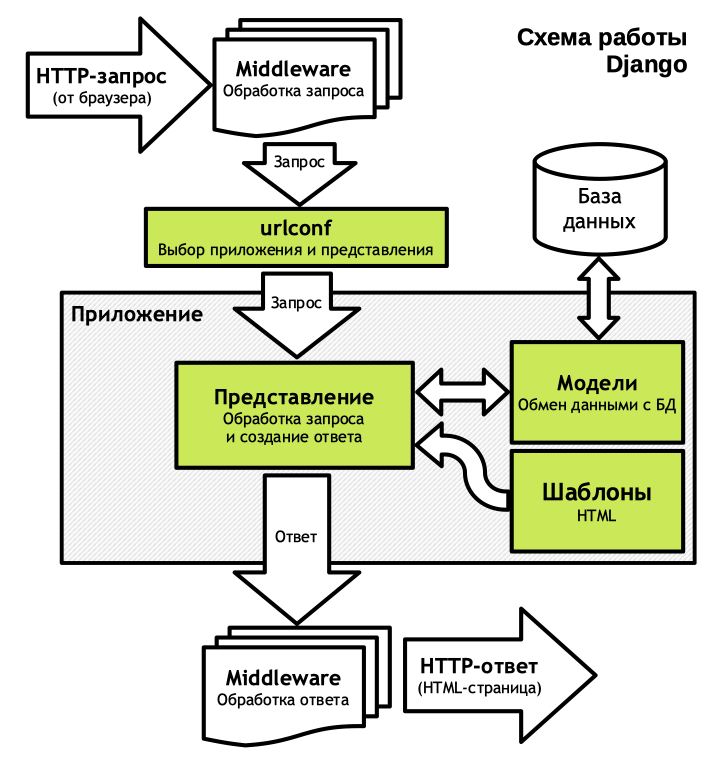 Схема работы
Django
HTTP-запрос
(от браузера)
Middleware
Обработка запроса
Запрос
urlconf
Выбор приложения и представления
База
данных
Запрос
Приложение
Представление
Обработка запроса
и создание ответа
Модели
Обмен данными с БД
Шаблоны
HTML
Ответ
Middleware
Обработка ответа
HTTP-ответ
(HTML-страница)